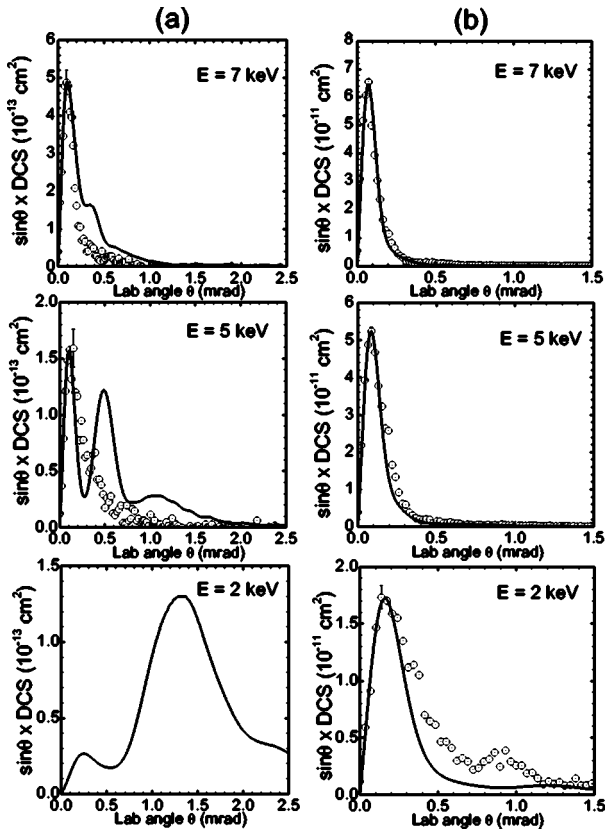 (a) (b)
E = 7 keV
sinθ x DCS (10⁻¹³ cm²)
6
5
4
3
2
1
0
0.0 0.5 1.0 1.5 2.0 2.5
Lab angle θ (mrad)
E = 7 keV
sinθ x DCS (10⁻¹¹ cm²)
8
7
6
5
4
3
2
1
0
0.0 0.5 1.0 1.5
Lab angle θ (mrad)
E = 5 keV
sinθ x DCS (10⁻¹³ cm²)
2.0
1.5
1.0
0.5
0.0
0.0 0.5 1.0 1.5 2.0 2.5
Lab angle θ (mrad)
E = 5 keV
sinθ x DCS (10⁻¹¹ cm²)
6
5
4
3
2
1
0
0.0 0.5 1.0 1.5
Lab angle θ (mrad)
E = 2 keV
sinθ x DCS (10⁻¹³ cm²)
1.5
1.0
0.5
0.0
0.0 0.5 1.0 1.5 2.0 2.5
Lab angle θ (mrad)
E = 2 keV
sinθ x DCS (10⁻¹¹ cm²)
2.0
1.5
1.0
0.5
0.0
0.0 0.5 1.0 1.5
Lab angle θ (mrad)